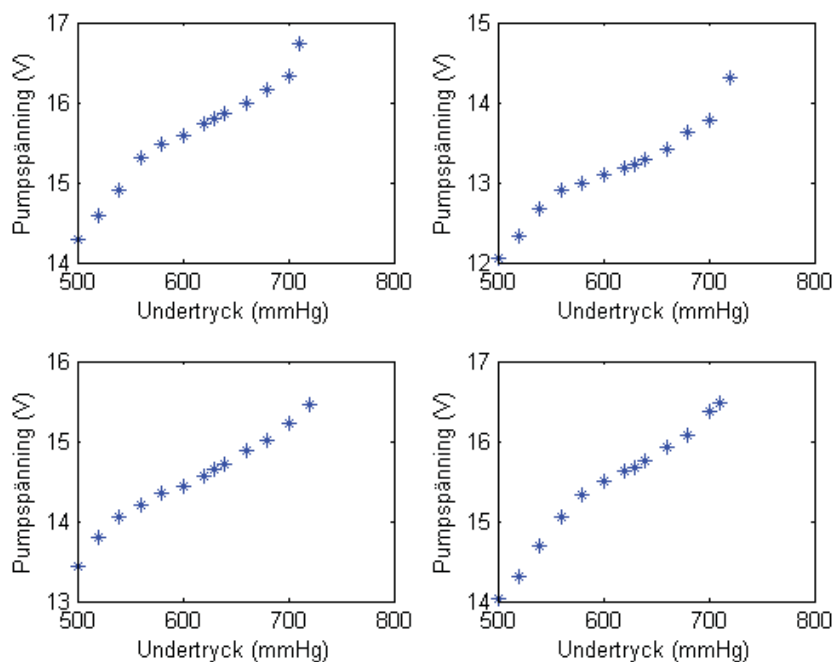 17
16
15
14
Pumpspänning (V)
500 600 700 800
Undertryck (mmHg)
15
14
13
12
Pumpspänning (V)
500 600 700 800
Undertryck (mmHg)
16
15
14
13
Pumpspänning (V)
500 600 700 800
Undertryck (mmHg)
17
16
15
14
Pumpspänning (V)
500 600 700 800
Undertryck (mmHg)